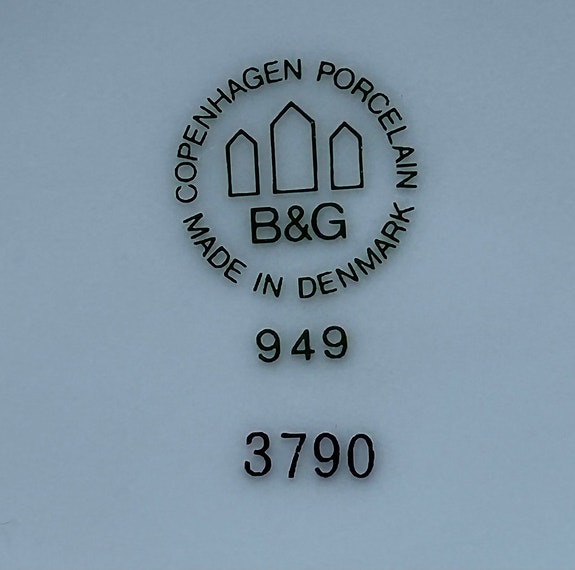 COPENHAGEN PORCELAIN
B&G
MADE IN DENMARK
949
3790